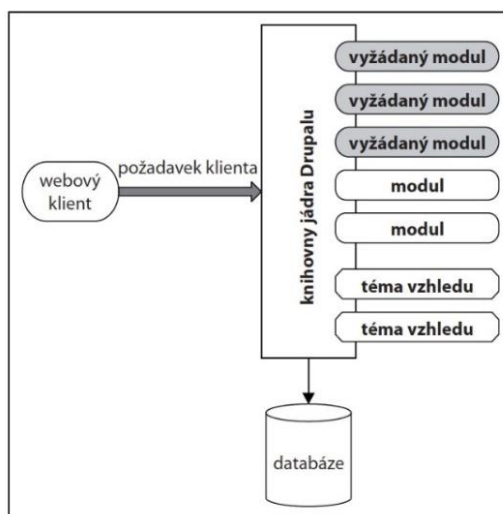 vyžádaný modul
vyžádaný modul
vyžádaný modul
modul
modul
téma vzhledu
téma vzhledu
knihovny jádra Drupalu
požadavek klienta
webový
klient
databáze